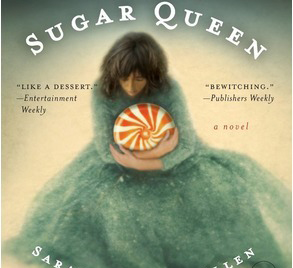 SUGAR QUEEN
"LIKE A DESSERT."
—Entertainment
Weekly
"BEWITCHING."
—Publishers Weekly
a novel